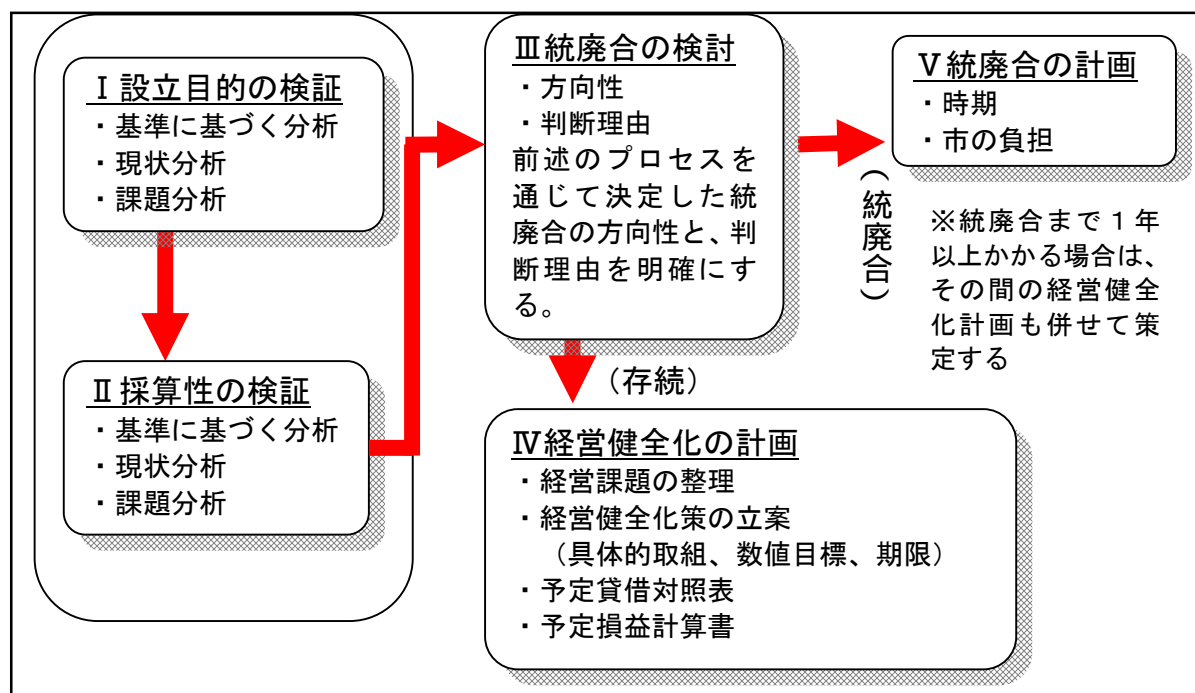 Ⅰ設立目的の検証
・基準に基づく分析
・現状分析
・課題分析
Ⅱ採算性の検証
・基準に基づく分析
・現状分析
・課題分析
Ⅲ統廃合の検討
・方向性
・判断理由
前述のプロセスを
通じて決定した統
廃合の方向性と、判
断理由を明確にす
る。
(存続)
Ⅳ経営健全化の計画
・経営課題の整理
・経営健全化策の立案
（具体的取組、数値目標、期限）
・予定貸借対照表
・予定損益計算書
(統廃合)
Ⅴ統廃合の計画
・時期
・市の負担
※統廃合まで１年
以上かかる場合は、
その間の経営健全
化計画も併せて策
定する